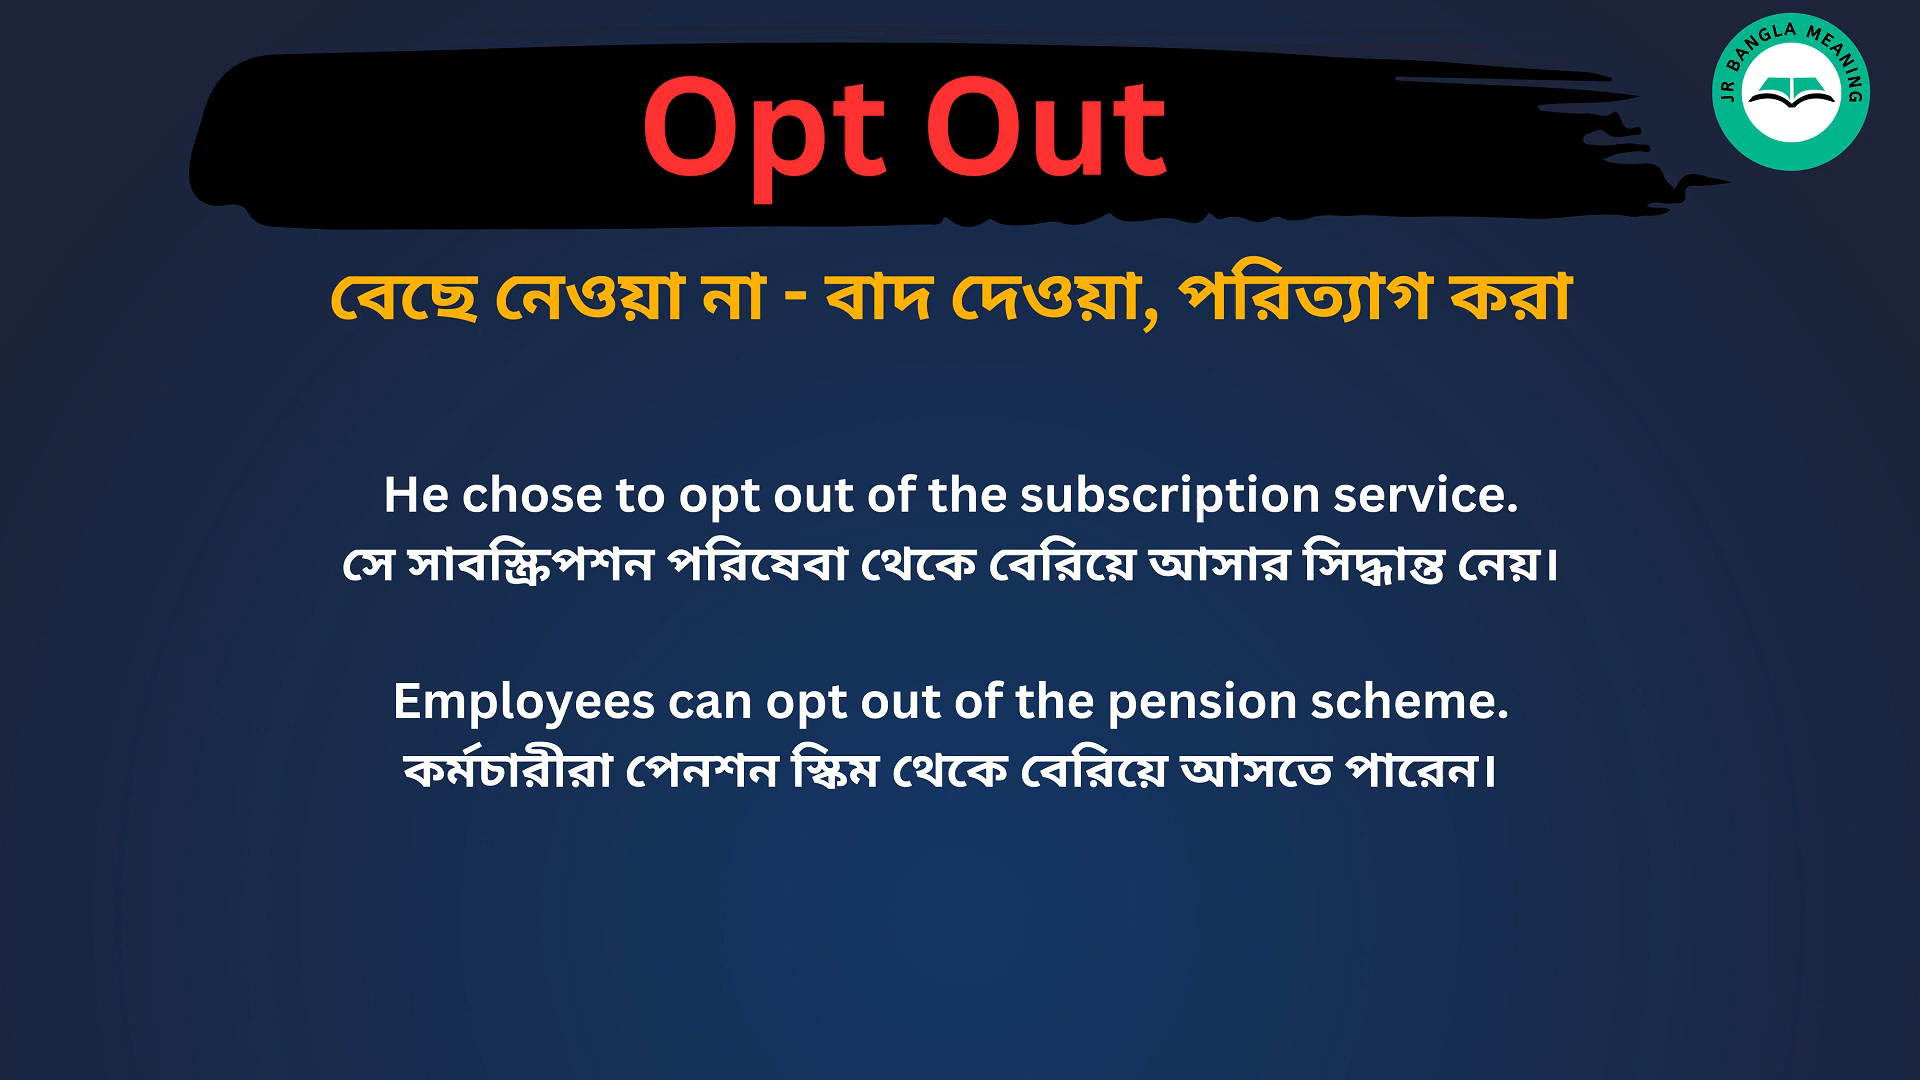 Opt Out
JR BANGLA MEANING
বেছে নেওয়া না - বাদ দেওয়া, পরিত্যাগ করা
He chose to opt out of the subscription service.
সে সাবস্ক্রিপশন পরিষেবা থেকে বেরিয়ে আসার সিদ্ধান্ত নেয়।
Employees can opt out of the pension scheme.
কর্মচারীরা পেনশন স্কিম থেকে বেরিয়ে আসতে পারেন।